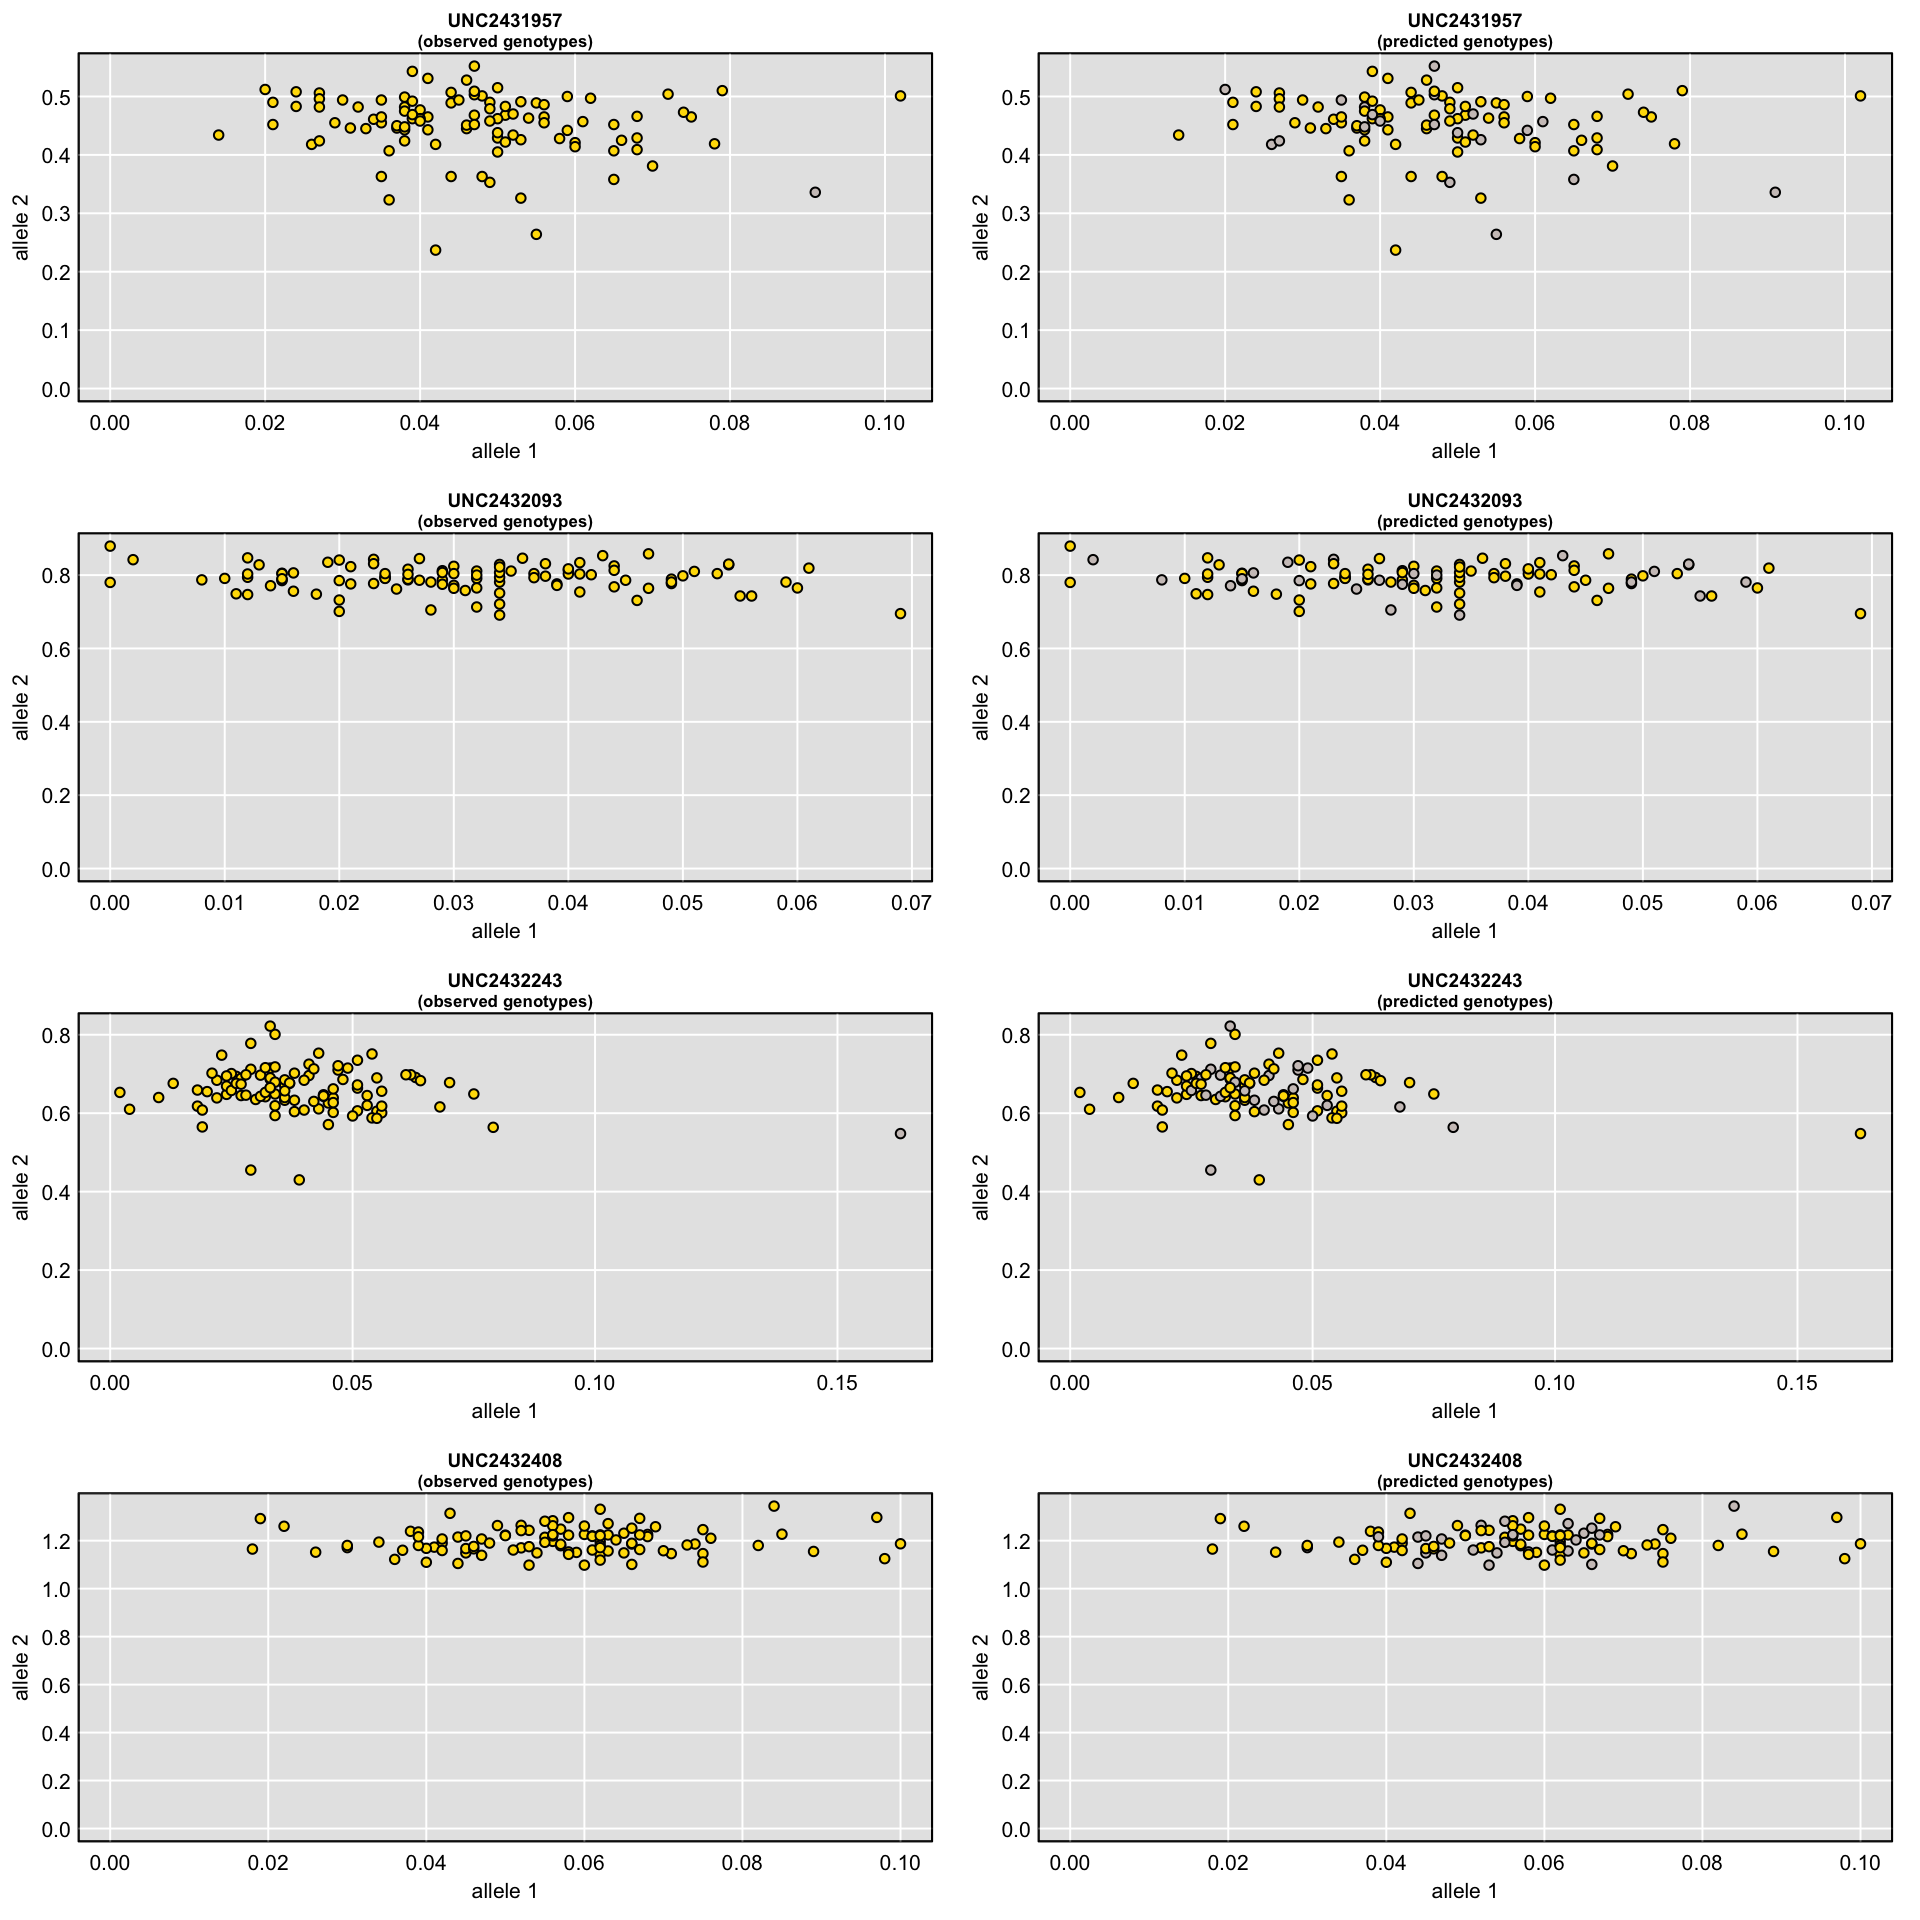 UNC2431957
(observed genotypes)
allele 2
0.5
0.4
0.3
0.2
0.1
0.0
0.00 0.02 0.04 0.06 0.08 0.10
allele 1
UNC2431957
(predicted genotypes)
allele 2
0.5
0.4
0.3
0.2
0.1
0.0
0.00 0.02 0.04 0.06 0.08 0.10
allele 1
UNC2432093
(observed genotypes)
allele 2
0.8
0.6
0.4
0.2
0.0
0.00 0.01 0.02 0.03 0.04 0.05 0.06 0.07
allele 1
UNC2432093
(predicted genotypes)
allele 2
0.8
0.6
0.4
0.2
0.0
0.00 0.01 0.02 0.03 0.04 0.05 0.06 0.07
allele 1
UNC2432243
(observed genotypes)
allele 2
0.8
0.6
0.4
0.2
0.0
0.00 0.05 0.10 0.15
allele 1
UNC2432243
(predicted genotypes)
allele 2
0.8
0.6
0.4
0.2
0.0
0.00 0.05 0.10 0.15
allele 1
UNC2432408
(observed genotypes)
allele 2
1.2
1.0
0.8
0.6
0.4
0.2
0.0
0.00 0.02 0.04 0.06 0.08 0.10
allele 1
UNC2432408
(predicted genotypes)
allele 2
1.2
1.0
0.8
0.6
0.4
0.2
0.0
0.00 0.02 0.04 0.06 0.08 0.10
allele 1